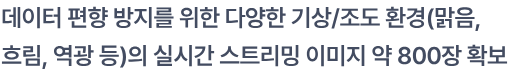 데이터 편향 방지를 위한 다양한 기상/조도 환경(맑음,
흐림, 역광 등)의 실시간 스트리밍 이미지 약 800장 확보